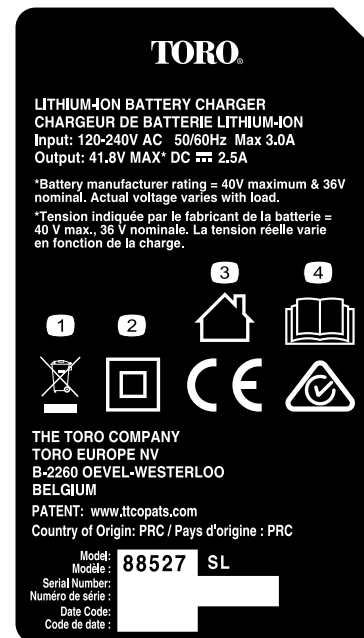 TORO®
LITHIUM-ION BATTERY CHARGER
CHARGEUR DE BATTERIE LITHIUM-ION
Input: 120-240V AC 50/60Hz Max 3.0A
Output: 41.8V MAX* DC 2.5A
*Battery manufacturer rating = 40V maximum & 36V
nominal. Actual voltage varies with load.
*Tension indiquée par le fabricant de la batterie =
40 V max., 36 V nominale. La tension réelle varie
en fonction de la charge.
3 4
1 2
CE
THE TORO COMPANY
TORO EUROPE NV
B-2260 OEVEL-WESTERLOO
BELGIUM
PATENT: www.ttcopats.com
Country of Origin: PRC / Pays d'origine : PRC
Model:
Modèle : 88527 SL
Serial Number:
Numéro de série :
Date Code:
Code de date :